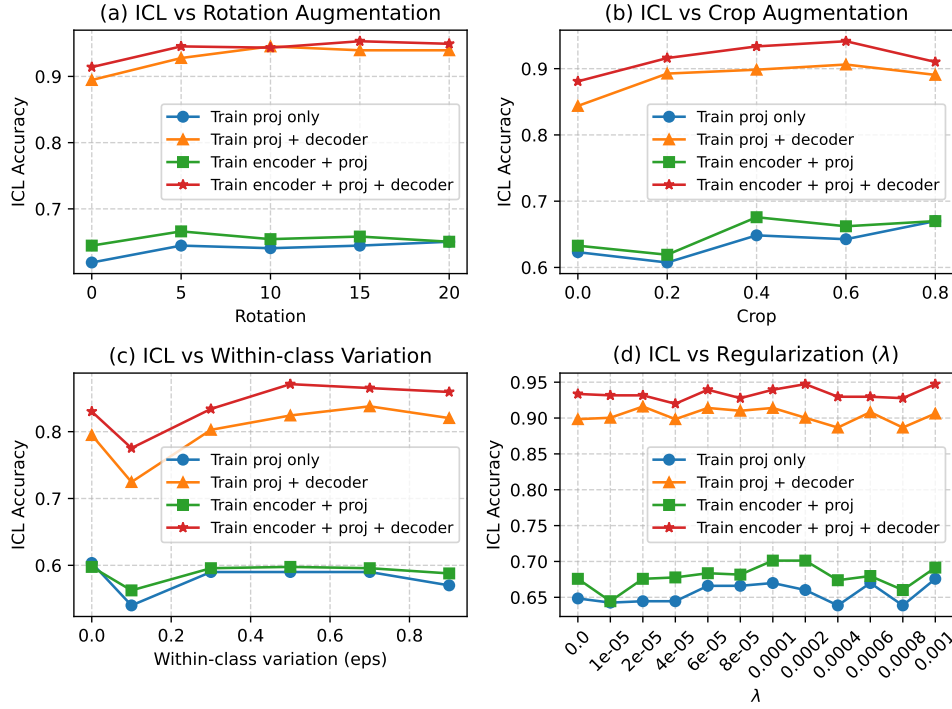 (a) ICL vs Rotation Augmentation
ICL Accuracy
0.9
0.8
0.7
Train proj only
Train proj + decoder
Train encoder + proj
Train encoder + proj + decoder
0 5 10 15 20
Rotation
(b) ICL vs Crop Augmentation
ICL Accuracy
0.9
0.8
0.7
0.6
Train proj only
Train proj + decoder
Train encoder + proj
Train encoder + proj + decoder
0.0 0.2 0.4 0.6 0.8
Crop
(c) ICL vs Within-class Variation
ICL Accuracy
0.8
0.7
0.6
Train proj only
Train proj + decoder
Train encoder + proj
Train encoder + proj + decoder
0.0 0.2 0.4 0.6 0.8
Within-class variation (eps)
(d) ICL vs Regularization (λ)
ICL Accuracy
0.95
0.90
0.85
0.80
0.75
0.70
0.65
Train proj only
Train proj + decoder
Train encoder + proj
Train encoder + proj + decoder
0.0 1e-05 2e-05 4e-05 6e-05 8e-05 0.0001 0.0002 0.0004 0.0006 0.0008 0.001
λ